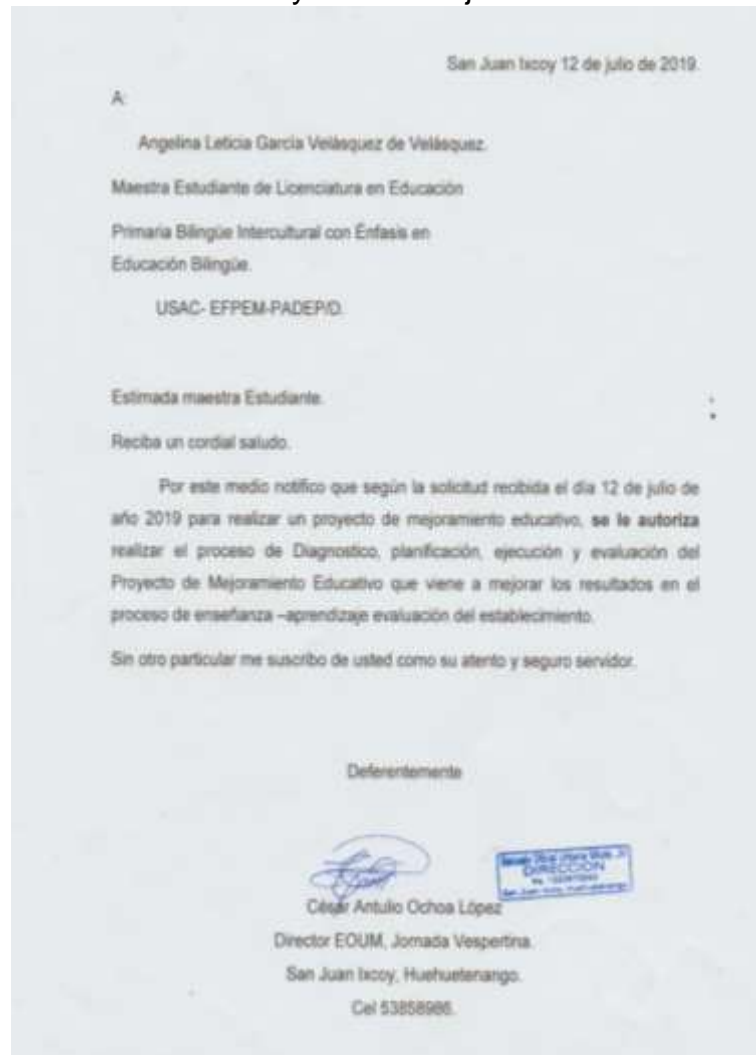 San Juan Ixcoy 12 de julio de 2019.
A:
Angelina Leticia García Velásquez de Velásquez.
Maestra Estudiante de Licenciatura en Educación
Primaria Bilingüe Intercultural con Énfasis en
Educación Bilingüe.
USAC- EFPEM-PADEP/D.
Estimada maestra Estudiante.
Reciba un cordial saludo.
Por este medio notifico que según la solicitud recibida el día 12 de julio de
año 2019 para realizar un proyecto de mejoramiento educativo, se le autoriza
realizar el proceso de Diagnostico, planificación, ejecución y evaluación del
Proyecto de Mejoramiento Educativo que viene a mejorar los resultados en el
proceso de enseñanza –aprendizaje evaluación del establecimiento.
Sin otro particular me suscribo de usted como su atento y seguro servidor.
Deferentemente
DIRECCION
César Antulio Ochoa López
Director EOUM, Jornada Vespertina.
San Juan Ixcoy, Huehuetenango.
Cel 53858986.